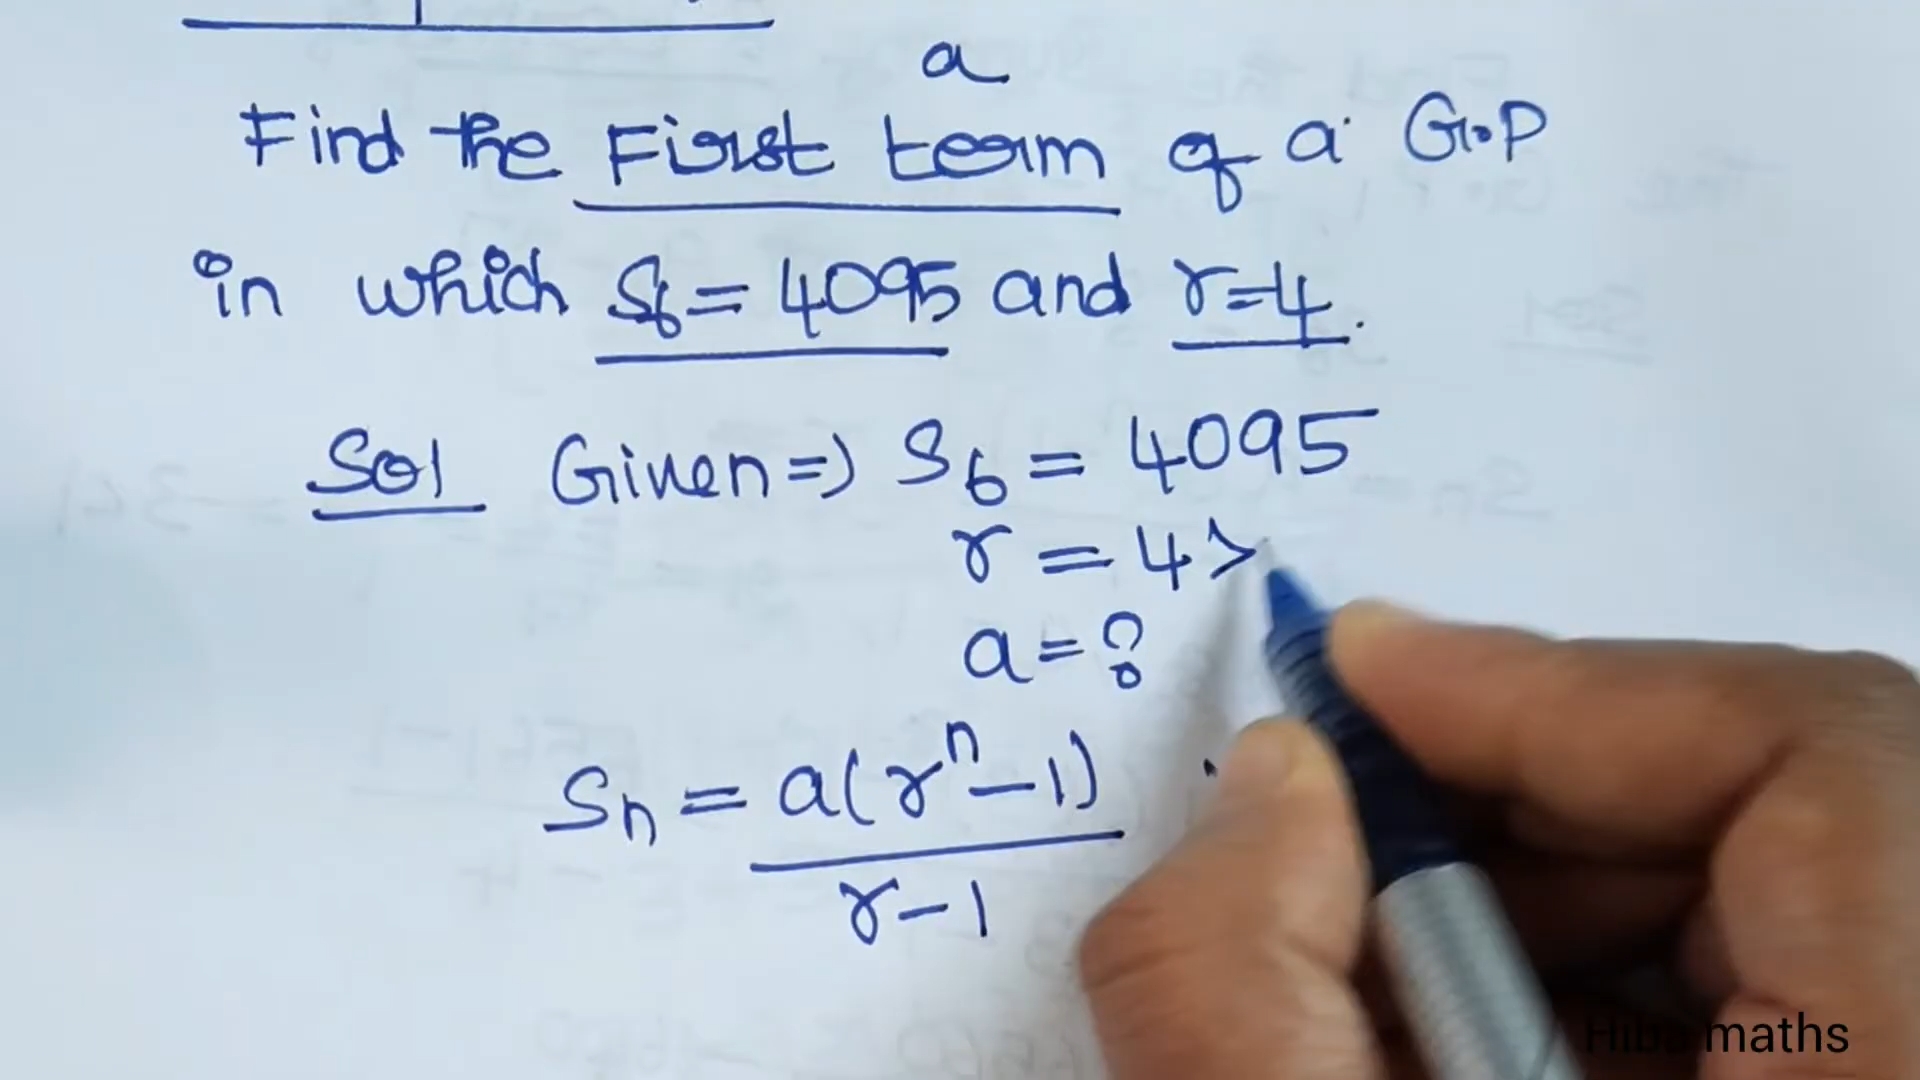 a
Find the First term of a G.P
in which S6 = 4095 and r=4.
Sol Given => S6 = 4095
r = 4>
a = ?
Sn = a(r^n - 1)
r - 1
Hiba maths